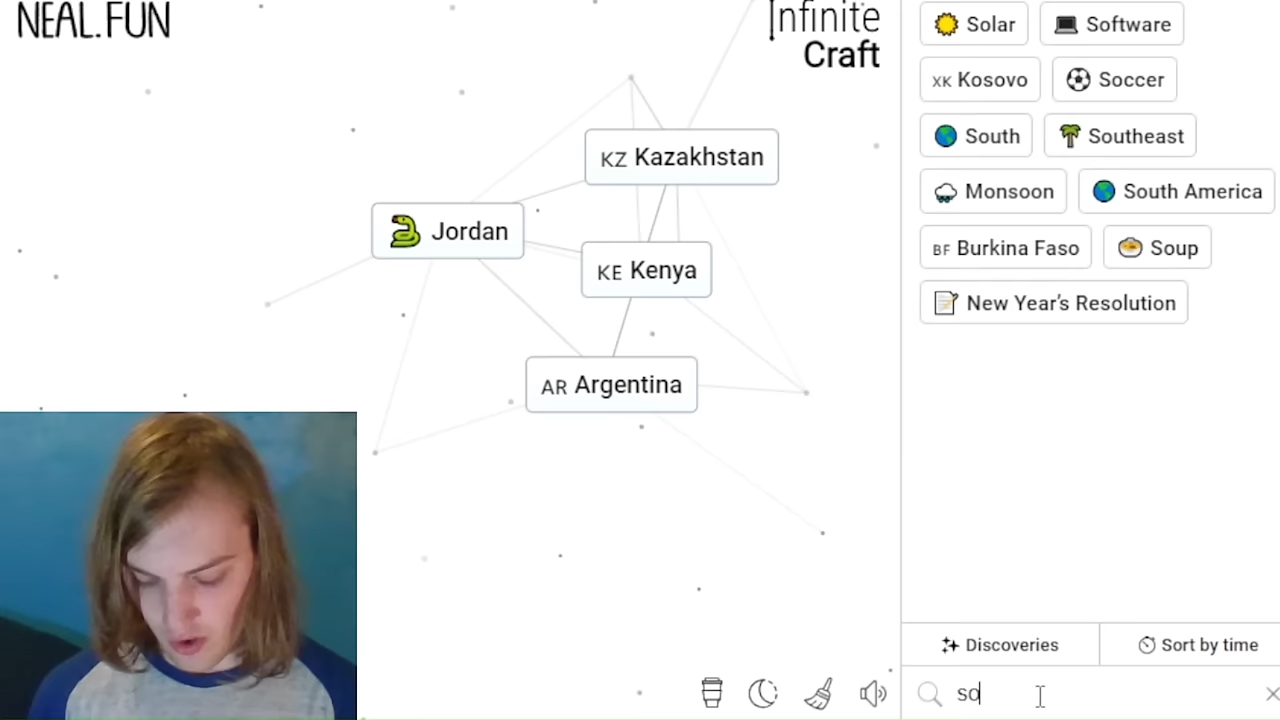 NEAL.FUN
Infinite
Craft
KZ Kazakhstan
Jordan
KE Kenya
AR Argentina
Solar
Software
XK Kosovo
Soccer
South
Southeast
Monsoon
South America
BF Burkina Faso
Soup
New Year's Resolution
Discoveries
Sort by time
so